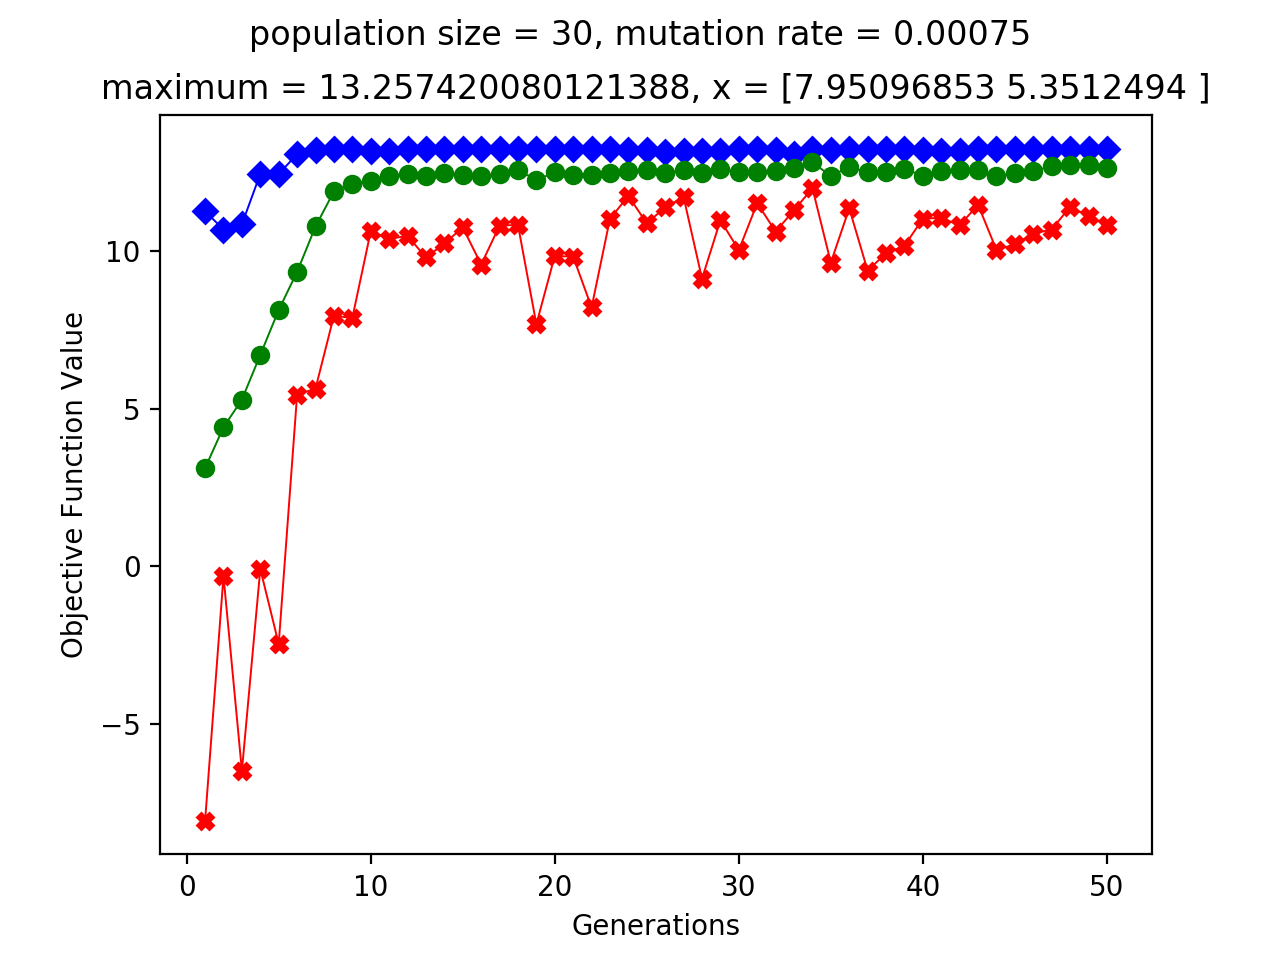 population size = 30, mutation rate = 0.00075
maximum = 13.257420080121388, x = [7.95096853 5.3512494 ]
10
5
0
−5
Objective Function Value
0 10 20 30 40 50
Generations